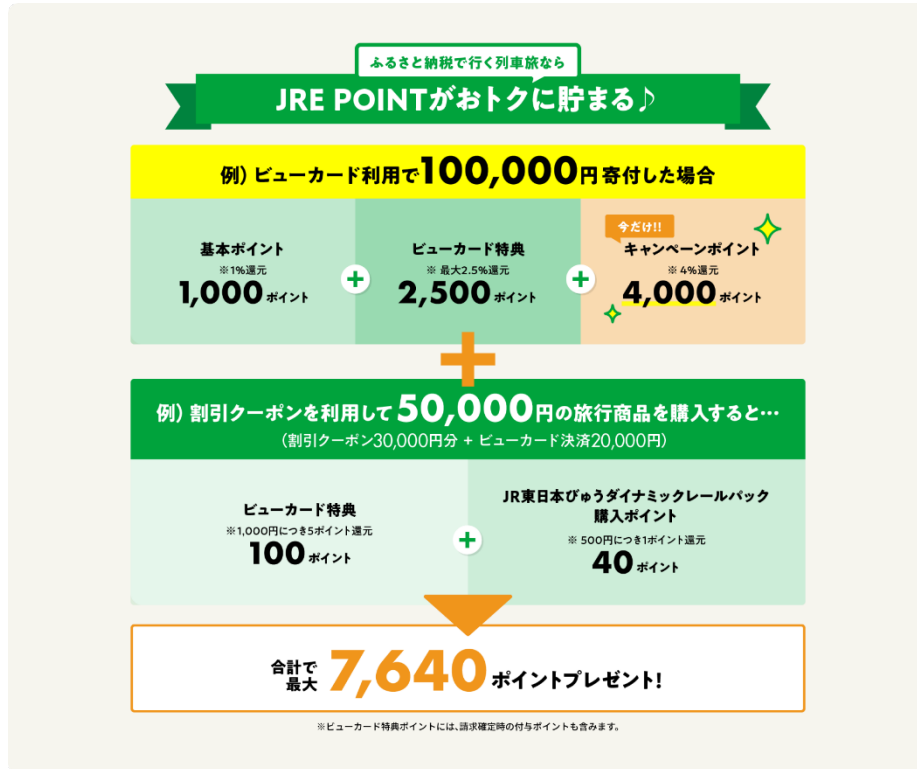 ふるさと納税で行く列車旅なら
JRE POINTがおトクに貯まる♪
例）ビューカード利用で100,000円寄付した場合
基本ポイント
※1%還元
1,000ポイント
+
ビューカード特典
※ 最大2.5%還元
2,500ポイント
+
今だけ!!
キャンペーンポイント
※ 4%還元
4,000ポイント
+
例）割引クーポンを利用して50,000円の旅行商品を購入すると…
（割引クーポン30,000円分 + ビューカード決済20,000円）
ビューカード特典
※1,000円につき5ポイント還元
100ポイント
+
JR東日本びゅうダイナミックレールパック
購入ポイント
※ 500円につき1ポイント還元
40ポイント
合計で
最大
7,640ポイントプレゼント!
※ビューカード特典ポイントには、請求確定時の付与ポイントも含みます。